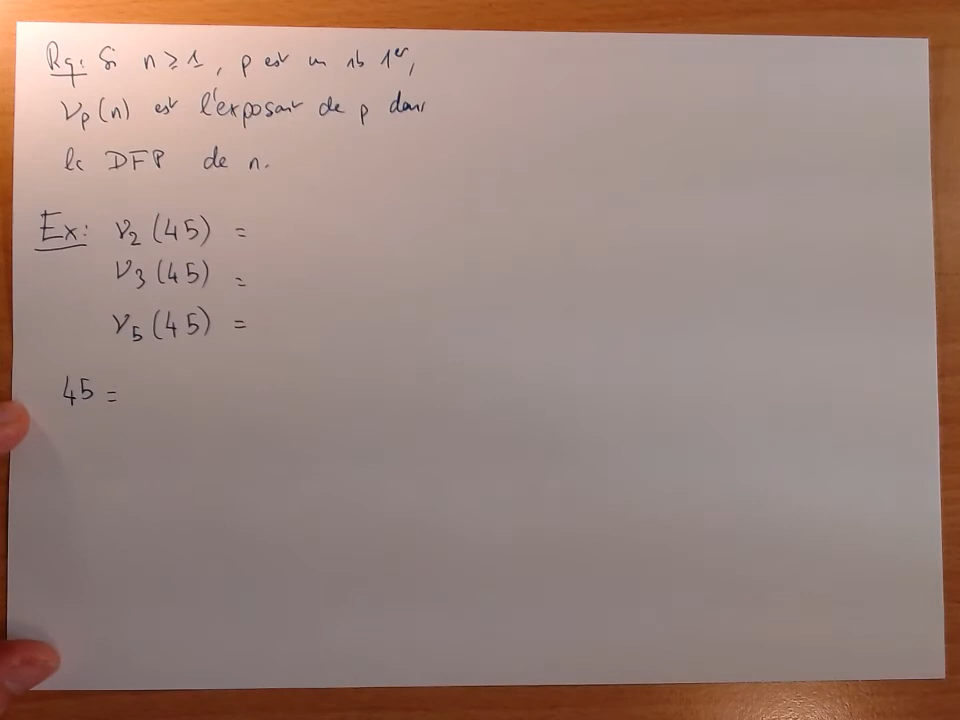 Rq: Si n ≥ 1, p est un nb 1er,
νp(n) est l'exposant de p dans
la DFP de n.
Ex: ν2(45) =
ν3(45) =
ν5(45) =
45 =